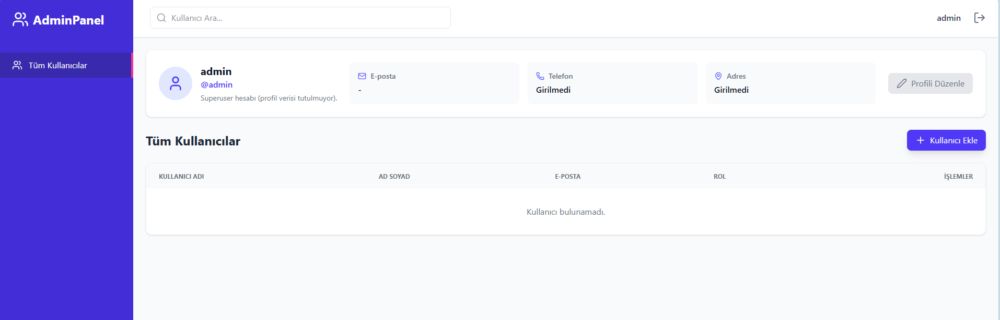 AdminPanel
Kullanıcı Ara...
admin
Tüm Kullanıcılar
admin
@admin
Superuser hesabı (profil verisi tutulmuyor).
E-posta
-
Telefon
Girilmedi
Adres
Girilmedi
Profili Düzenle
Tüm Kullanıcılar
Kullanıcı Ekle
KULLANICI ADI
AD SOYAD
E-POSTA
ROL
İŞLEMLER
Kullanıcı bulunamadı.